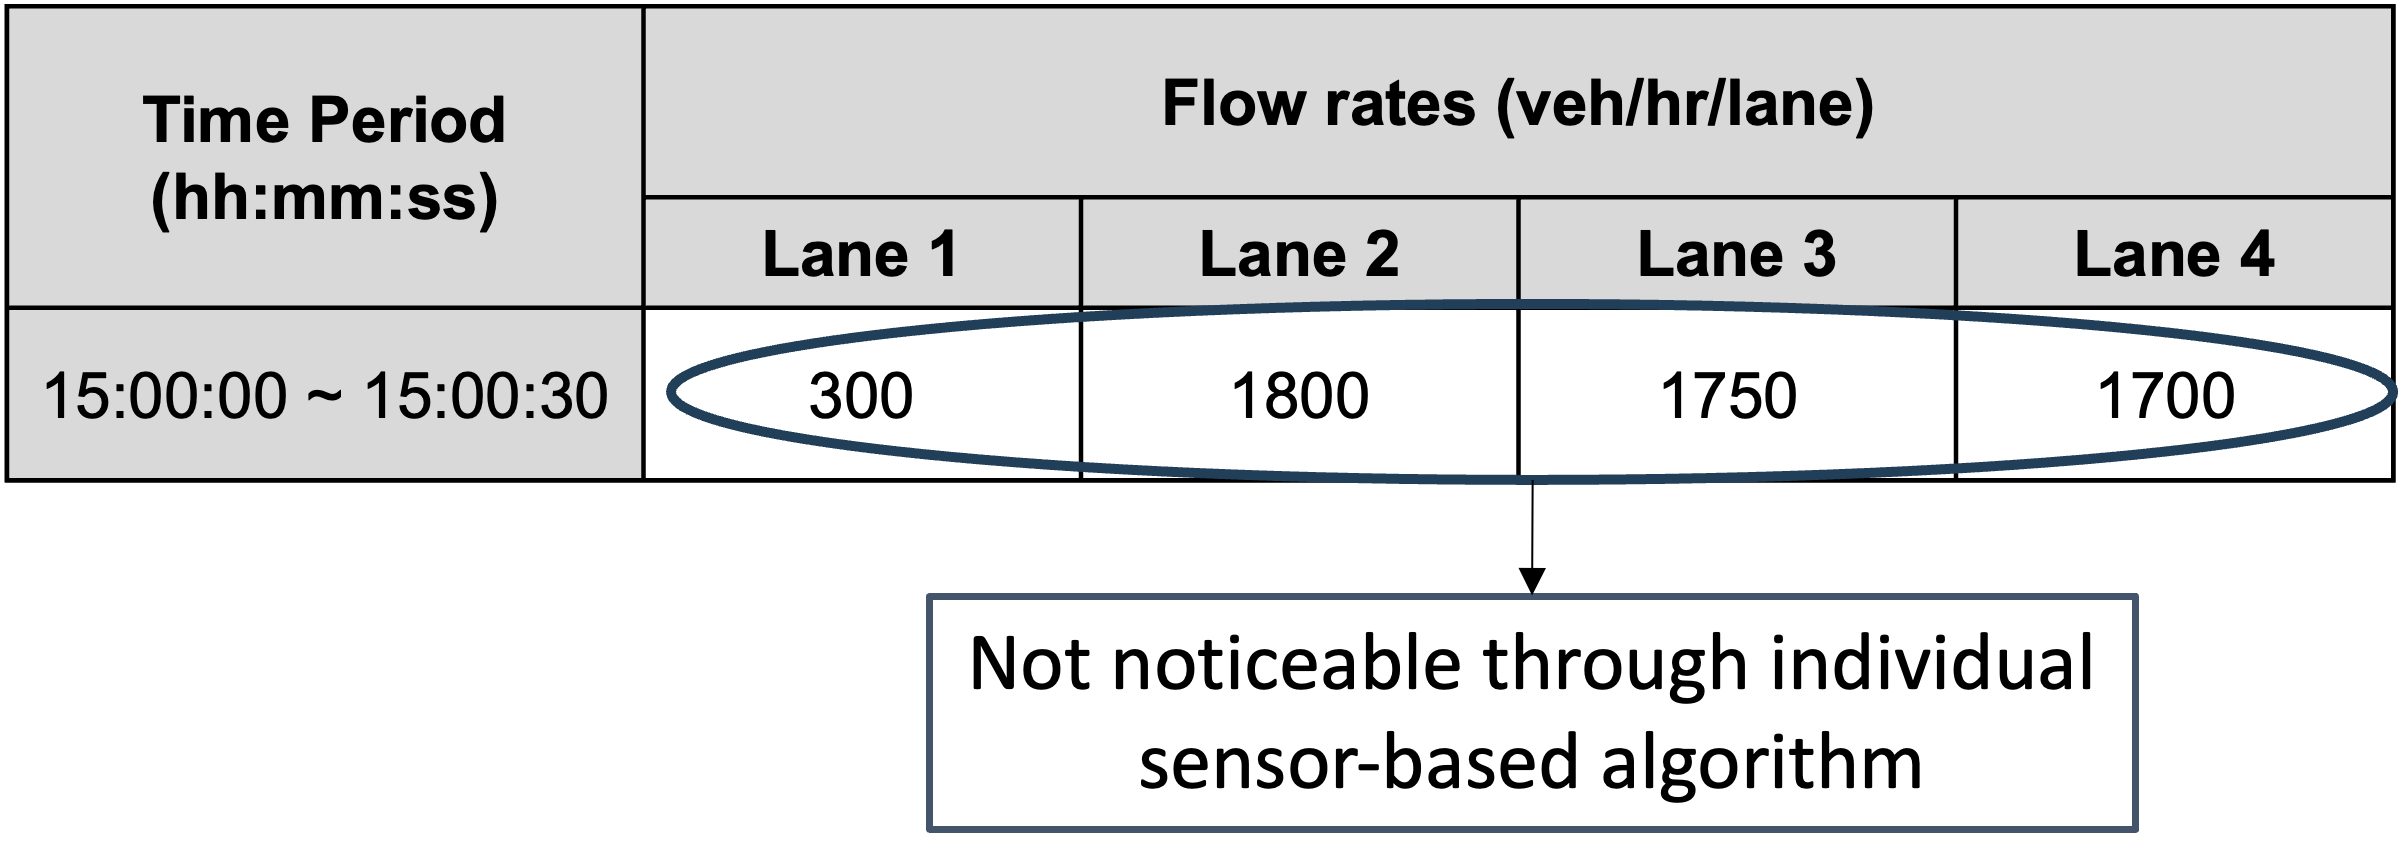 Time Period
(hh:mm:ss)
Flow rates (veh/hr/lane)
Lane 1
Lane 2
Lane 3
Lane 4
15:00:00 ~ 15:00:30
300
1800
1750
1700
Not noticeable through individual
sensor-based algorithm